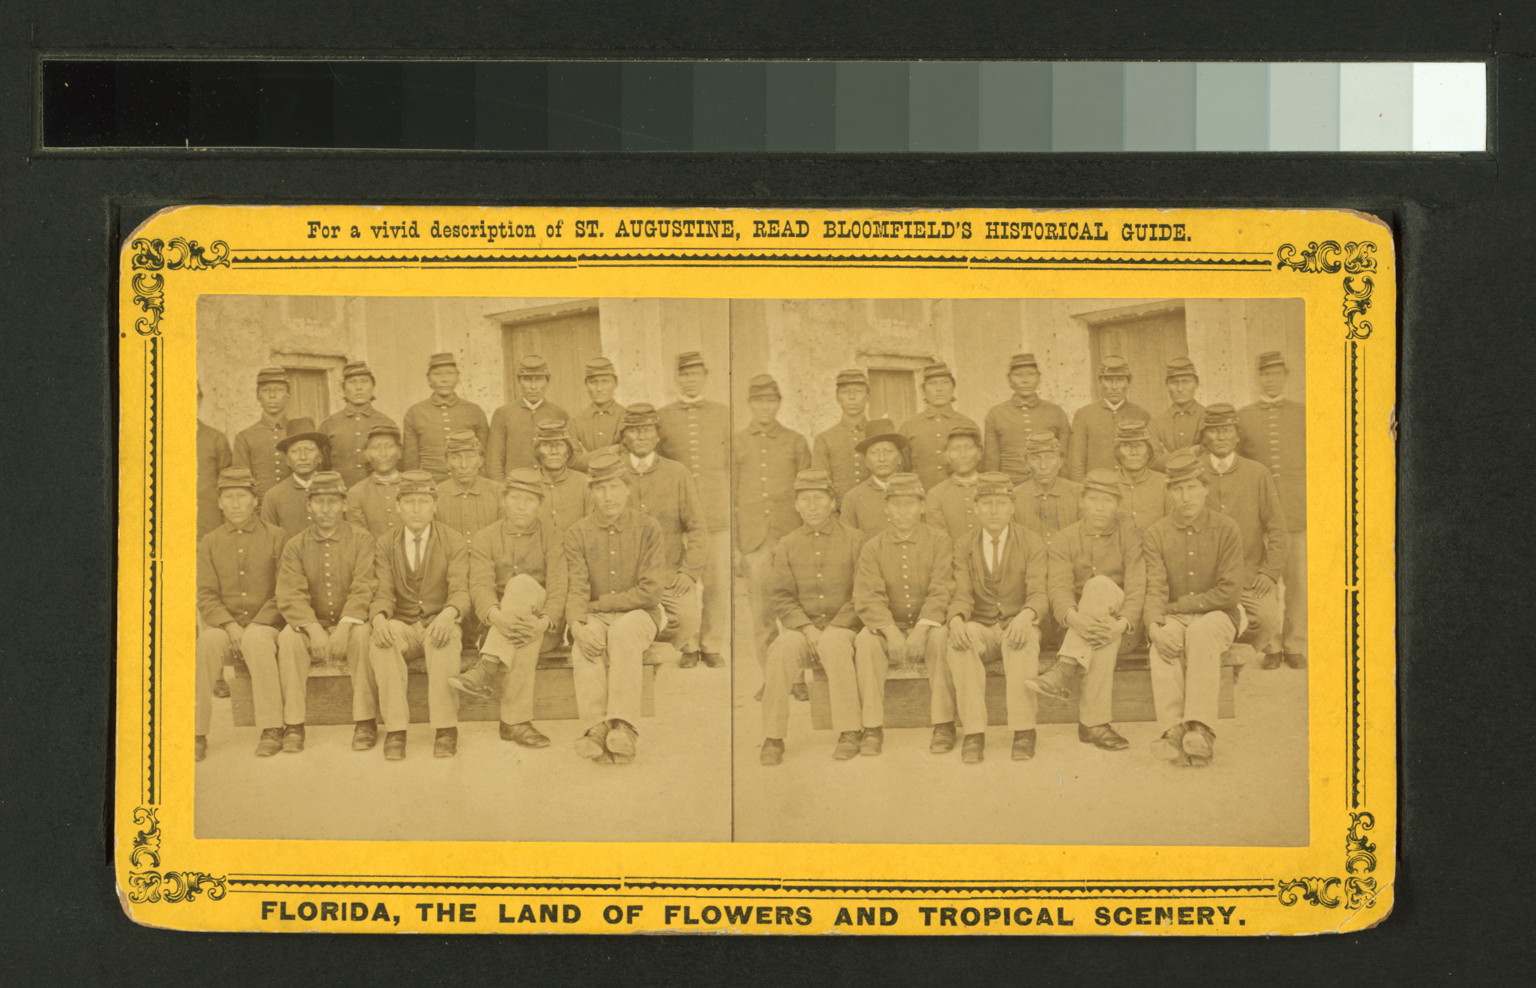 For a vivid description of ST. AUGUSTINE, READ BLOOMFIELD'S HISTORICAL GUIDE.
FLORIDA, THE LAND OF FLOWERS AND TROPICAL SCENERY.